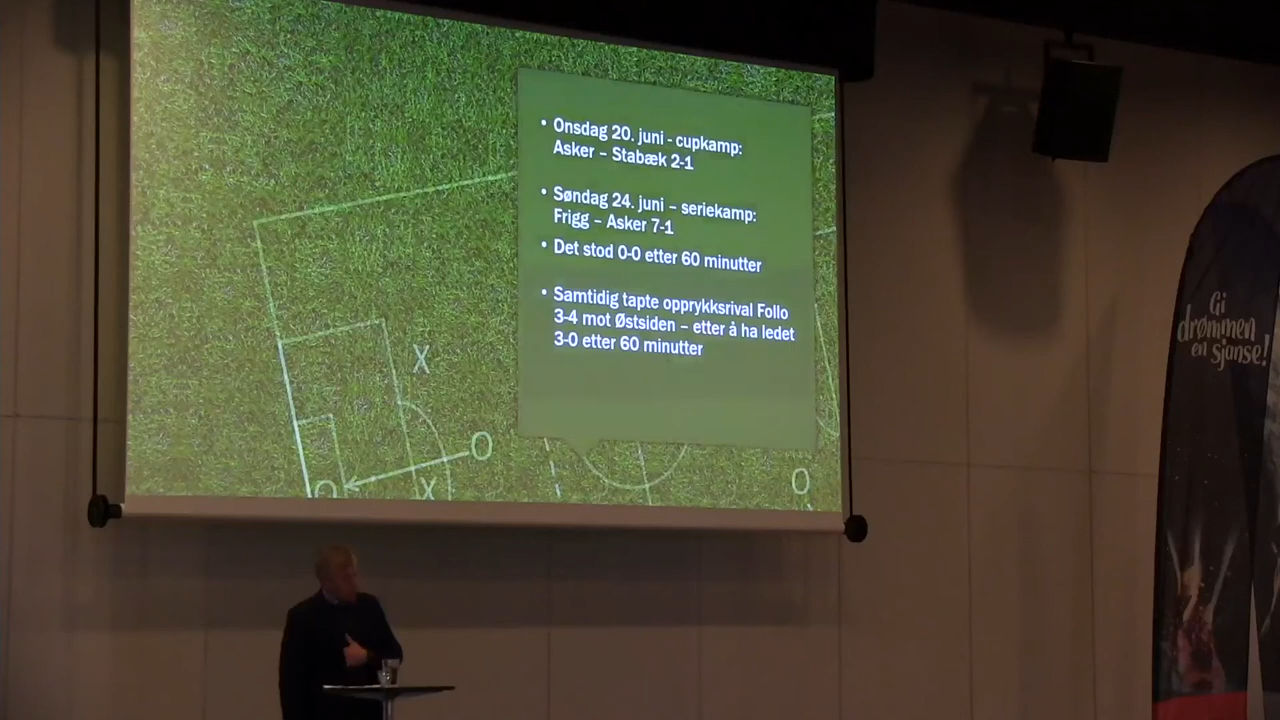 • Onsdag 20. juni - cupkamp:
Asker – Stabæk 2-1
• Søndag 24. juni – seriekamp:
Frigg – Asker 7-1
• Det stod 0-0 etter 60 minutter
• Samtidig tapte opprykksrival Follo
3-4 mot Østsiden – etter å ha ledet
3-0 etter 60 minutter
X
O
O
X
O
Gi
drømmen
en sjanse!